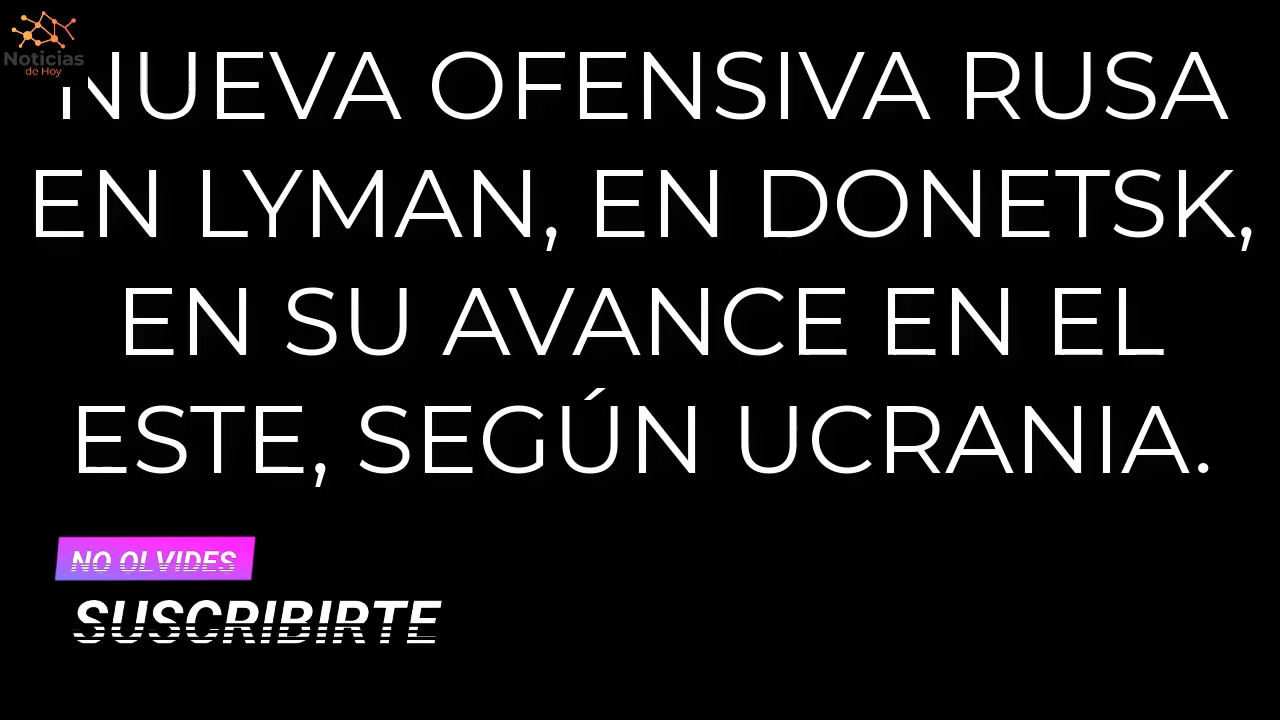 Noticias
de Hoy
NUEVA OFENSIVA RUSA
EN LYMAN, EN DONETSK,
EN SU AVANCE EN EL
ESTE, SEGÚN UCRANIA.
NO OLVIDES
SUSCRIBIRTE